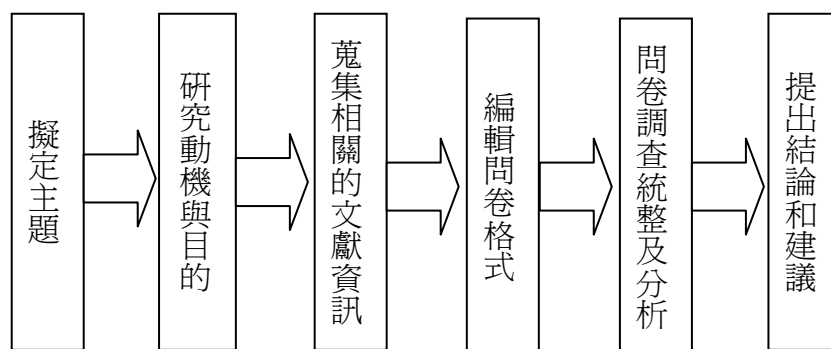 擬定主題
研究動機與目的
蒐集相關的文獻資訊
編輯問卷格式
問卷調查統整及分析
提出結論和建議